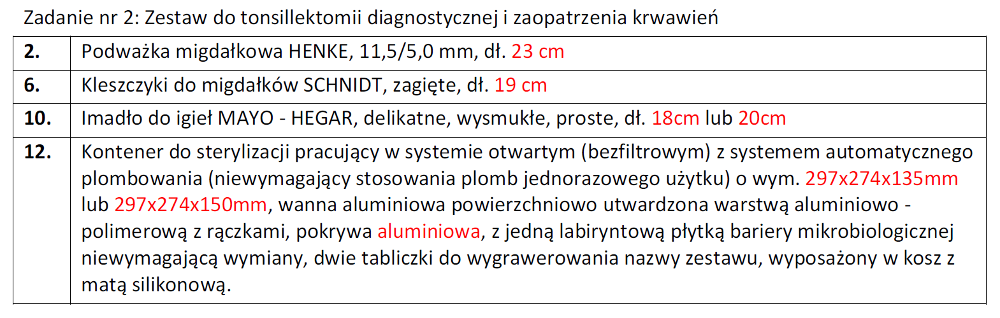 Zadanie nr 2: Zestaw do tonsillektomii diagnostycznej i zaopatrzenia krwawień
2. Podważka migdałkowa HENKE, 11,5/5,0 mm, dł. 23 cm
6. Kleszczyki do migdałków SCHNIDT, zagięte, dł. 19 cm
10. Imadło do igieł MAYO - HEGAR, delikatne, wysmukłe, proste, dł. 18cm lub 20cm
12. Kontener do sterylizacji pracujący w systemie otwartym (bezfiltrowym) z systemem automatycznego
plombowania (niewymagający stosowania plomb jednorazowego użytku) o wym. 297x274x135mm
lub 297x274x150mm, wanna aluminiowa powierzchniowo utwardzona warstwą aluminiowo -
polimerową z rączkami, pokrywa aluminiowa, z jedną labiryntową płytką bariery mikrobiologicznej
niewymagającą wymiany, dwie tabliczki do wygrawerowania nazwy zestawu, wyposażony w kosz z
matą silikonową.